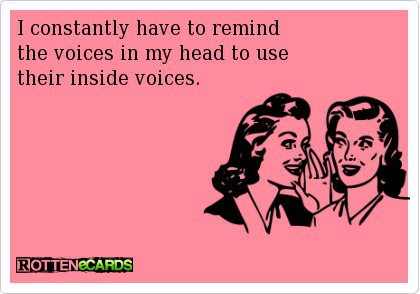 I constantly have to remind
the voices in my head to use
their inside voices.
ROTTENeCARDS